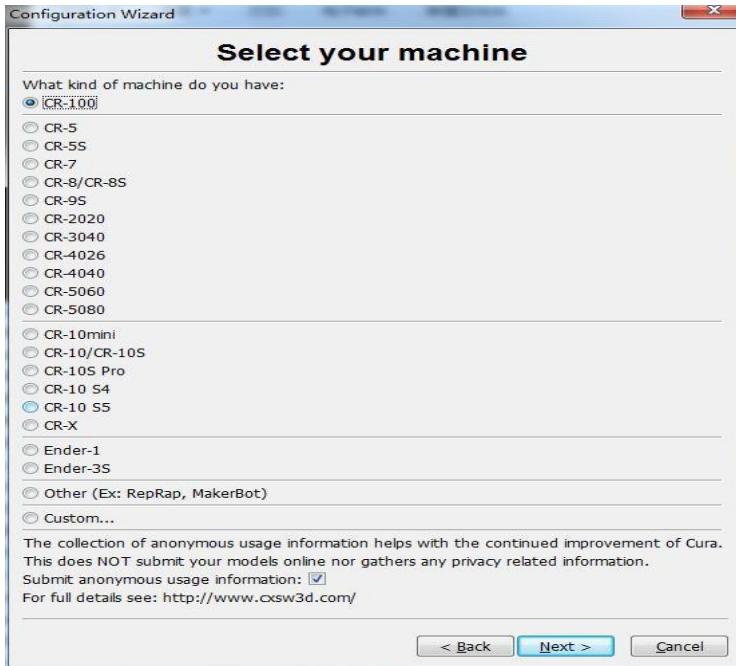 Configuration Wizard
Select your machine
What kind of machine do you have:
CR-100
CR-5
CR-5S
CR-7
CR-8/CR-8S
CR-9S
CR-2020
CR-3040
CR-4026
CR-4040
CR-5060
CR-5080
CR-10mini
CR-10/CR-10S
CR-10S Pro
CR-10 S4
CR-10 S5
CR-X
Ender-1
Ender-3S
Other (Ex: RepRap, MakerBot)
Custom...
The collection of anonymous usage information helps with the continued improvement of Cura.
This does NOT submit your models online nor gathers any privacy related information.
Submit anonymous usage information:
For full details see: http://www.cxsw3d.com/
< Back Next > Cancel